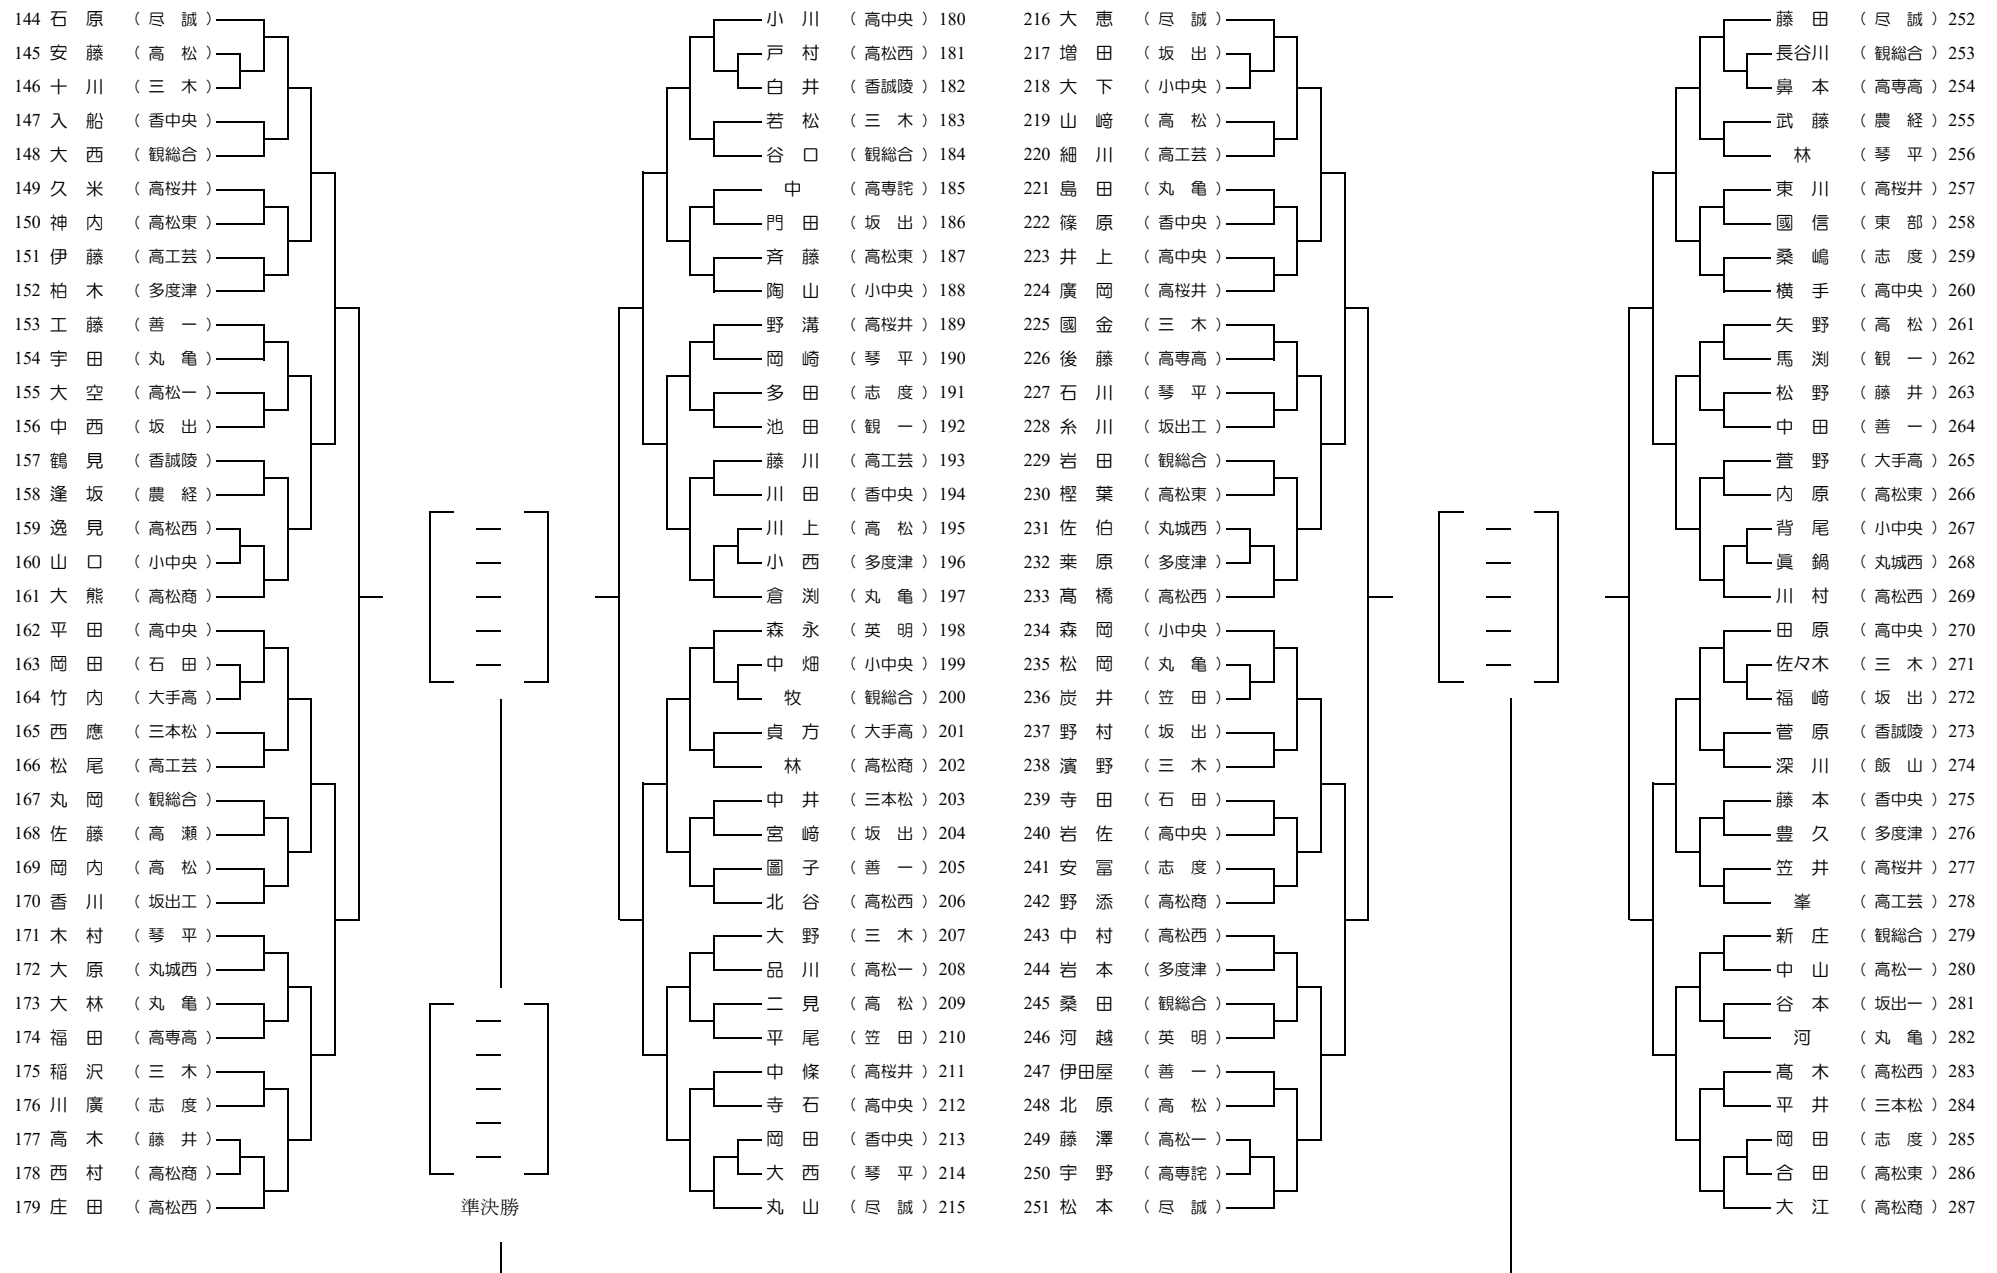 144 石 原 （ 尽 誠 ）
145 安 藤 （ 高 松 ）
146 十 川 （ 三 木 ）
147 入 船 （ 香中央 ）
148 大 西 （ 観総合 ）
149 久 米 （ 高桜井 ）
150 神 内 （ 高松東 ）
151 伊 藤 （ 高工芸 ）
152 柏 木 （ 多度津 ）
153 工 藤 （ 善 一 ）
154 宇 田 （ 丸 亀 ）
155 大 空 （ 高松一 ）
156 中 西 （ 坂 出 ）
157 鶴 見 （ 香誠陵 ）
158 逢 坂 （ 農 経 ）
159 逸 見 （ 高松西 ）
160 山 口 （ 小中央 ）
161 大 熊 （ 高松商 ）
162 平 田 （ 高中央 ）
163 岡 田 （ 石 田 ）
164 竹 内 （ 大手高 ）
165 西 應 （ 三本松 ）
166 松 尾 （ 高工芸 ）
167 丸 岡 （ 観総合 ）
168 佐 藤 （ 高 瀬 ）
169 岡 内 （ 高 松 ）
170 香 川 （ 坂出工 ）
171 木 村 （ 琴 平 ）
172 大 原 （ 丸城西 ）
173 大 林 （ 丸 亀 ）
174 福 田 （ 高専高 ）
175 稲 沢 （ 三 木 ）
176 川 廣 （ 志 度 ）
177 高 木 （ 藤 井 ）
178 西 村 （ 高松商 ）
179 庄 田 （ 高松西 ）
準決勝
小 川 （ 高中央 ） 180
戸 村 （ 高松西 ） 181
白 井 （ 香誠陵 ） 182
若 松 （ 三 木 ） 183
谷 口 （ 観総合 ） 184
中 （ 高専詫 ） 185
門 田 （ 坂 出 ） 186
斉 藤 （ 高松東 ） 187
陶 山 （ 小中央 ） 188
野 溝 （ 高桜井 ） 189
岡 崎 （ 琴 平 ） 190
多 田 （ 志 度 ） 191
池 田 （ 観 一 ） 192
藤 川 （ 高工芸 ） 193
川 田 （ 香中央 ） 194
川 上 （ 高 松 ） 195
小 西 （ 多度津 ） 196
倉 渕 （ 丸 亀 ） 197
森 永 （ 英 明 ） 198
中 畑 （ 小中央 ） 199
牧 （ 観総合 ） 200
貞 方 （ 大手高 ） 201
林 （ 高松商 ） 202
中 井 （ 三本松 ） 203
宮 﨑 （ 坂 出 ） 204
圖 子 （ 善 一 ） 205
北 谷 （ 高松西 ） 206
大 野 （ 三 木 ） 207
品 川 （ 高松一 ） 208
二 見 （ 高 松 ） 209
平 尾 （ 笠 田 ） 210
中 條 （ 高桜井 ） 211
寺 石 （ 高中央 ） 212
岡 田 （ 香中央 ） 213
大 西 （ 琴 平 ） 214
丸 山 （ 尽 誠 ） 215
216 大 恵 （ 尽 誠 ）
217 増 田 （ 坂 出 ）
218 大 下 （ 小中央 ）
219 山 﨑 （ 高 松 ）
220 細 川 （ 高工芸 ）
221 島 田 （ 丸 亀 ）
222 篠 原 （ 香中央 ）
223 井 上 （ 高中央 ）
224 廣 岡 （ 高桜井 ）
225 國 金 （ 三 木 ）
226 後 藤 （ 高専高 ）
227 石 川 （ 琴 平 ）
228 糸 川 （ 坂出工 ）
229 岩 田 （ 観総合 ）
230 樫 葉 （ 高松東 ）
231 佐 伯 （ 丸城西 ）
232 桒 原 （ 多度津 ）
233 髙 橋 （ 高松西 ）
234 森 岡 （ 小中央 ）
235 松 岡 （ 丸 亀 ）
236 炭 井 （ 笠 田 ）
237 野 村 （ 坂 出 ）
238 濱 野 （ 三 木 ）
239 寺 田 （ 石 田 ）
240 岩 佐 （ 高中央 ）
241 安 冨 （ 志 度 ）
242 野 添 （ 高松商 ）
243 中 村 （ 高松西 ）
244 岩 本 （ 多度津 ）
245 桑 田 （ 観総合 ）
246 河 越 （ 英 明 ）
247 伊田屋 （ 善 一 ）
248 北 原 （ 高 松 ）
249 藤 澤 （ 高松一 ）
250 宇 野 （ 高専詫 ）
251 松 本 （ 尽 誠 ）
藤 田 （ 尽 誠 ） 252
長谷川 （ 観総合 ） 253
鼻 本 （ 高専高 ） 254
武 藤 （ 農 経 ） 255
林 （ 琴 平 ） 256
東 川 （ 高桜井 ） 257
國 信 （ 東 部 ） 258
桑 嶋 （ 志 度 ） 259
横 手 （ 高中央 ） 260
矢 野 （ 高 松 ） 261
馬 渕 （ 観 一 ） 262
松 野 （ 藤 井 ） 263
中 田 （ 善 一 ） 264
萱 野 （ 大手高 ） 265
内 原 （ 高松東 ） 266
背 尾 （ 小中央 ） 267
眞 鍋 （ 丸城西 ） 268
川 村 （ 高松西 ） 269
田 原 （ 高中央 ） 270
佐々木 （ 三 木 ） 271
福 﨑 （ 坂 出 ） 272
菅 原 （ 香誠陵 ） 273
深 川 （ 飯 山 ） 274
藤 本 （ 香中央 ） 275
豊 久 （ 多度津 ） 276
笠 井 （ 高桜井 ） 277
峯 （ 高工芸 ） 278
新 庄 （ 観総合 ） 279
中 山 （ 高松一 ） 280
谷 本 （ 坂出一 ） 281
河 （ 丸 亀 ） 282
髙 木 （ 高松西 ） 283
平 井 （ 三本松 ） 284
岡 田 （ 志 度 ） 285
合 田 （ 高松東 ） 286
大 江 （ 高松商 ） 287